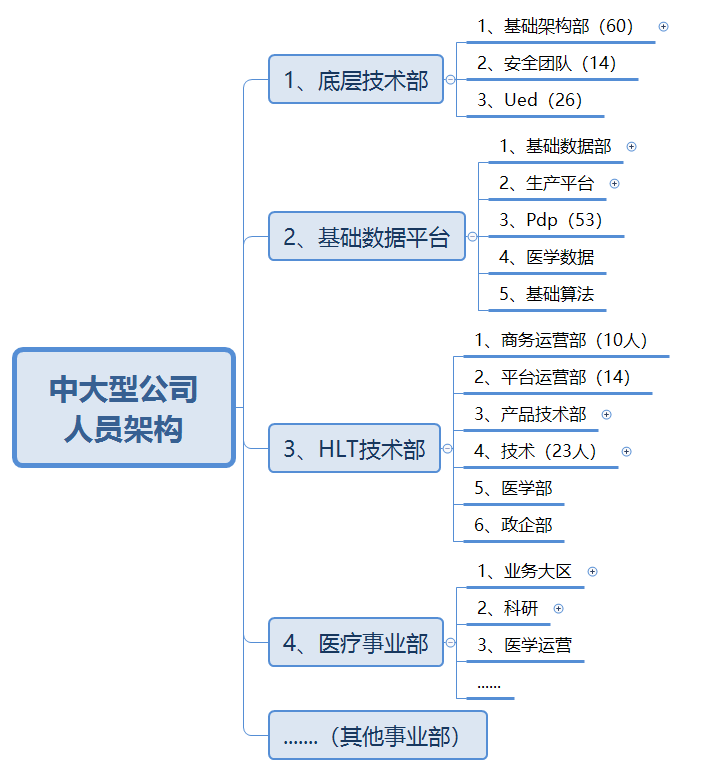 中大型公司
人员架构
1、底层技术部
1、基础架构部（60）
2、安全团队（14）
3、Ued（26）
2、基础数据平台
1、基础数据部
2、生产平台
3、Pdp（53）
4、医学数据
5、基础算法
3、HLT技术部
1、商务运营部（10人）
2、平台运营部（14）
3、产品技术部
4、技术（23人）
5、医学部
6、政企部
4、医疗事业部
1、业务大区
2、科研
3、医学运营
......
.......（其他事业部）